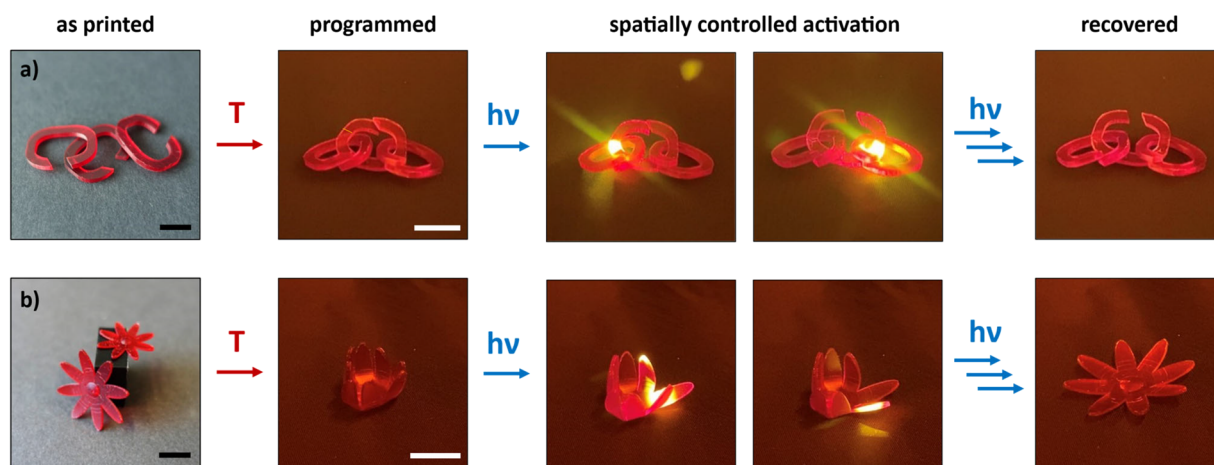 as printed programmed spatially controlled activation recovered
a) T hν hν
b) T hν hν